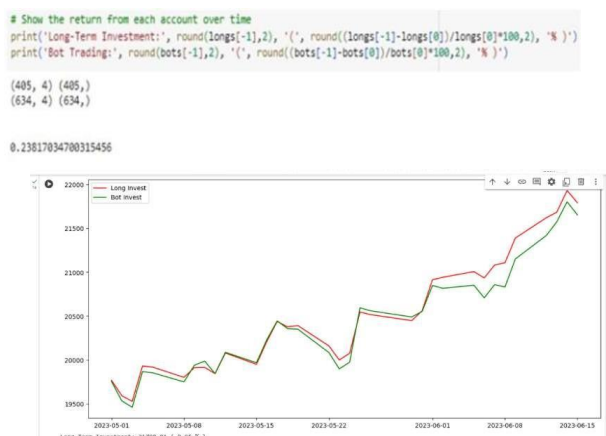 # Show the return from each account over time
print('Long-Term Investment:', round(longs[-1],2), '(', round((longs[-1]-longs[0])/longs[0]*100,2), '% )')
print('Bot Trading:', round(bots[-1],2), '(', round((bots[-1]-bots[0])/bots[0]*100,2), '% )')
(405, 4) (405,)
(634, 4) (634,)
0.23817034700315456
Long Invest
Bot Invest
22000
21500
21000
20500
20000
19500
2023-05-01 2023-05-08 2023-05-15 2023-05-22 2023-06-01 2023-06-08 2023-06-15